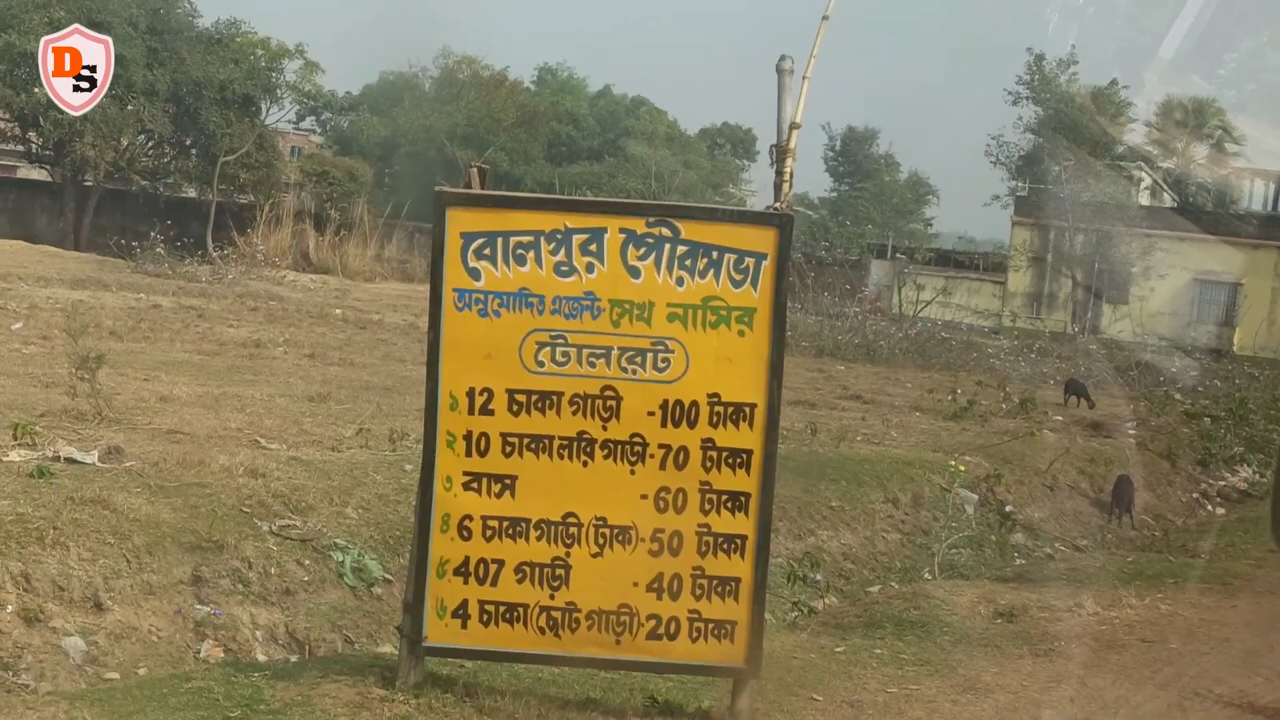 DS
বোলপুর পৌরসভা
অনুমোদিত এজেন্ট- সেখ নাসির
টোল রেট
১. 12 চাকা গাড়ী -100 টাকা
২. 10 চাকা লরি গাড়ী-70 টাকা
৩. বাস -60 টাকা
৪. 6 চাকা গাড়ী (ট্রাক)-50 টাকা
৫. 407 গাড়ী -40 টাকা
৬. 4 চাকা (ছোট গাড়ী)-20 টাকা